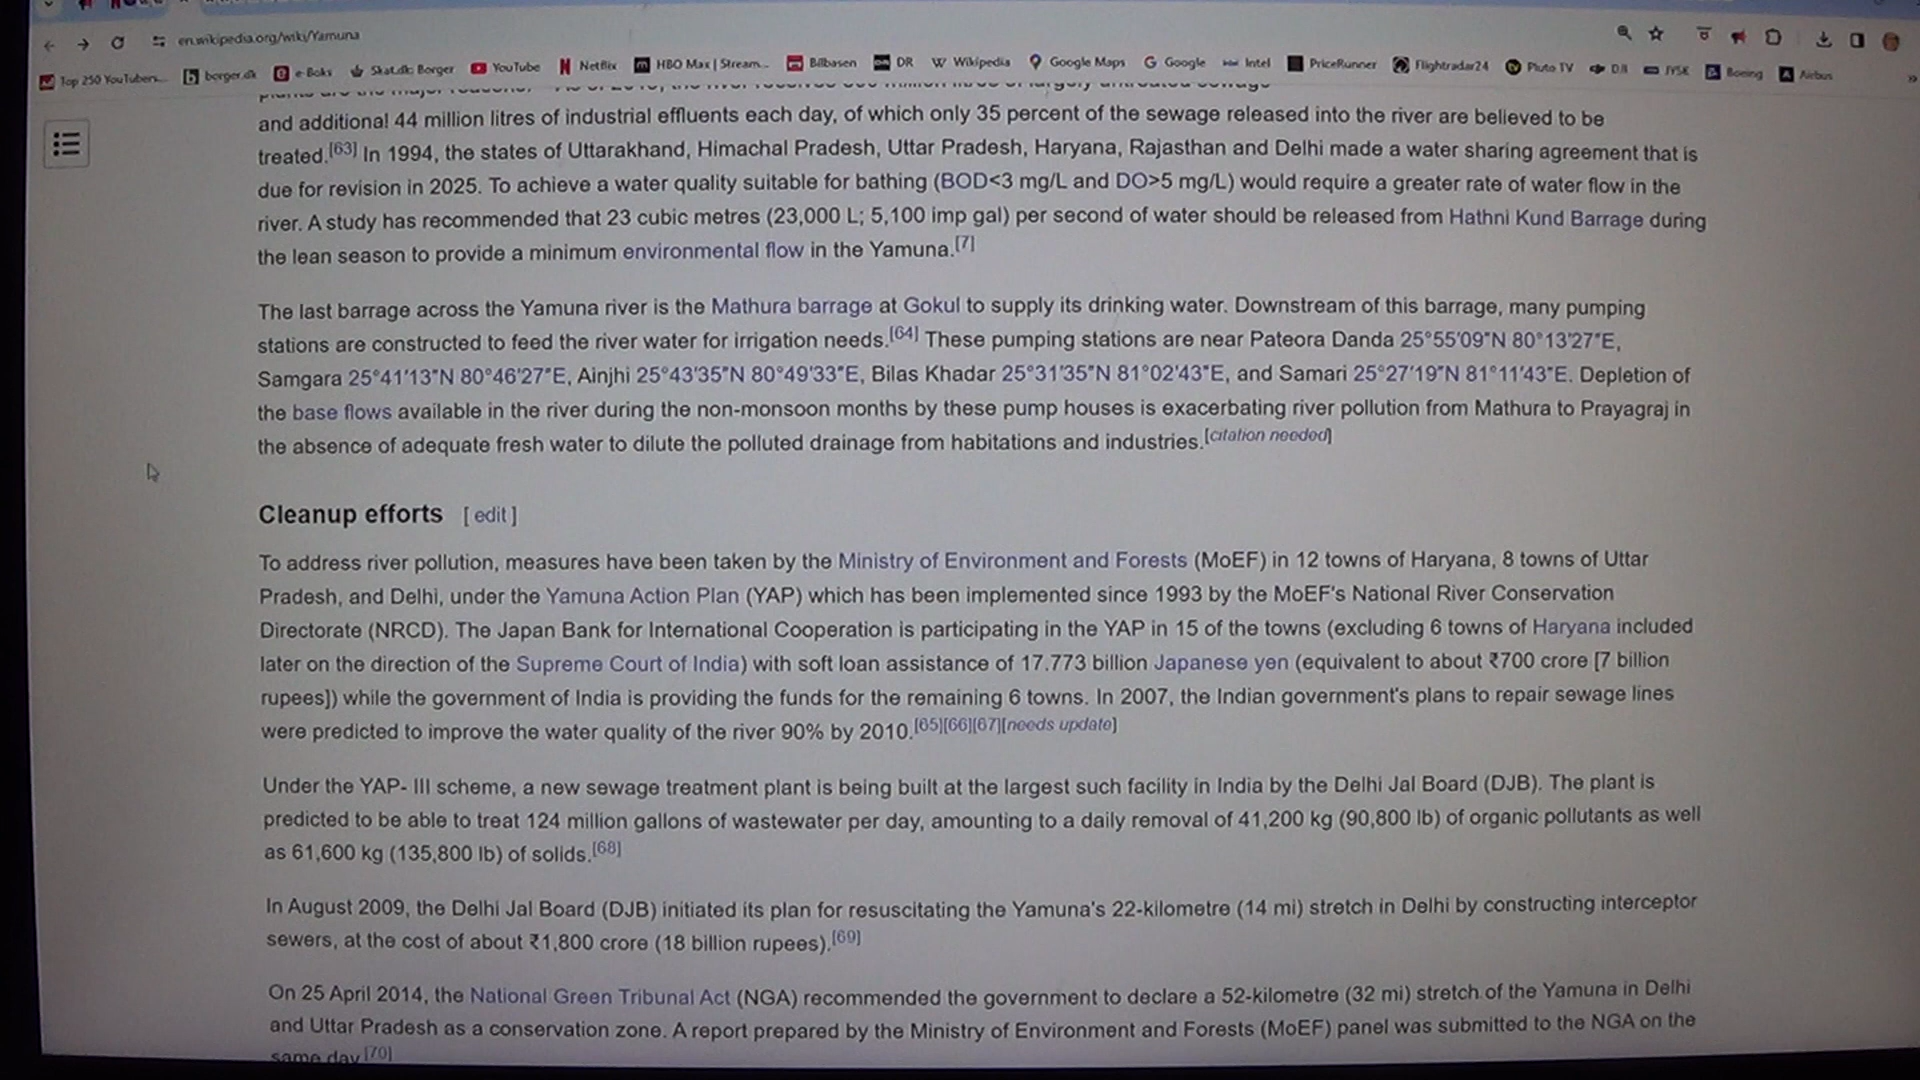 en.wikipedia.org/wiki/Yamuna
Top 250 YouTubers... borger.dk e-Boks Skat.dk: Borger YouTube Netflix HBO Max | Stream... Bilbasen DR Wikipedia Google Maps Google Intel PriceRunner Flightradar24 Pluto TV DJI JYSK Boeing Airbus »
and additional 44 million litres of industrial effluents each day, of which only 35 percent of the sewage released into the river are believed to be
treated.[63] In 1994, the states of Uttarakhand, Himachal Pradesh, Uttar Pradesh, Haryana, Rajasthan and Delhi made a water sharing agreement that is
due for revision in 2025. To achieve a water quality suitable for bathing (BOD<3 mg/L and DO>5 mg/L) would require a greater rate of water flow in the
river. A study has recommended that 23 cubic metres (23,000 L; 5,100 imp gal) per second of water should be released from Hathni Kund Barrage during
the lean season to provide a minimum environmental flow in the Yamuna.[7]
The last barrage across the Yamuna river is the Mathura barrage at Gokul to supply its drinking water. Downstream of this barrage, many pumping
stations are constructed to feed the river water for irrigation needs.[64] These pumping stations are near Pateora Danda 25°55′09″N 80°13′27″E,
Samgara 25°41′13″N 80°46′27″E, Ainjhi 25°43′35″N 80°49′33″E, Bilas Khadar 25°31′35″N 81°02′43″E, and Samari 25°27′19″N 81°11′43″E. Depletion of
the base flows available in the river during the non-monsoon months by these pump houses is exacerbating river pollution from Mathura to Prayagraj in
the absence of adequate fresh water to dilute the polluted drainage from habitations and industries.[citation needed]
Cleanup efforts [ edit ]
To address river pollution, measures have been taken by the Ministry of Environment and Forests (MoEF) in 12 towns of Haryana, 8 towns of Uttar
Pradesh, and Delhi, under the Yamuna Action Plan (YAP) which has been implemented since 1993 by the MoEF's National River Conservation
Directorate (NRCD). The Japan Bank for International Cooperation is participating in the YAP in 15 of the towns (excluding 6 towns of Haryana included
later on the direction of the Supreme Court of India) with soft loan assistance of 17.773 billion Japanese yen (equivalent to about ₹700 crore [7 billion
rupees]) while the government of India is providing the funds for the remaining 6 towns. In 2007, the Indian government's plans to repair sewage lines
were predicted to improve the water quality of the river 90% by 2010.[65][66][67][needs update]
Under the YAP- III scheme, a new sewage treatment plant is being built at the largest such facility in India by the Delhi Jal Board (DJB). The plant is
predicted to be able to treat 124 million gallons of wastewater per day, amounting to a daily removal of 41,200 kg (90,800 lb) of organic pollutants as well
as 61,600 kg (135,800 lb) of solids.[68]
In August 2009, the Delhi Jal Board (DJB) initiated its plan for resuscitating the Yamuna's 22-kilometre (14 mi) stretch in Delhi by constructing interceptor
sewers, at the cost of about ₹1,800 crore (18 billion rupees).[69]
On 25 April 2014, the National Green Tribunal Act (NGA) recommended the government to declare a 52-kilometre (32 mi) stretch of the Yamuna in Delhi
and Uttar Pradesh as a conservation zone. A report prepared by the Ministry of Environment and Forests (MoEF) panel was submitted to the NGA on the
same day.[70]